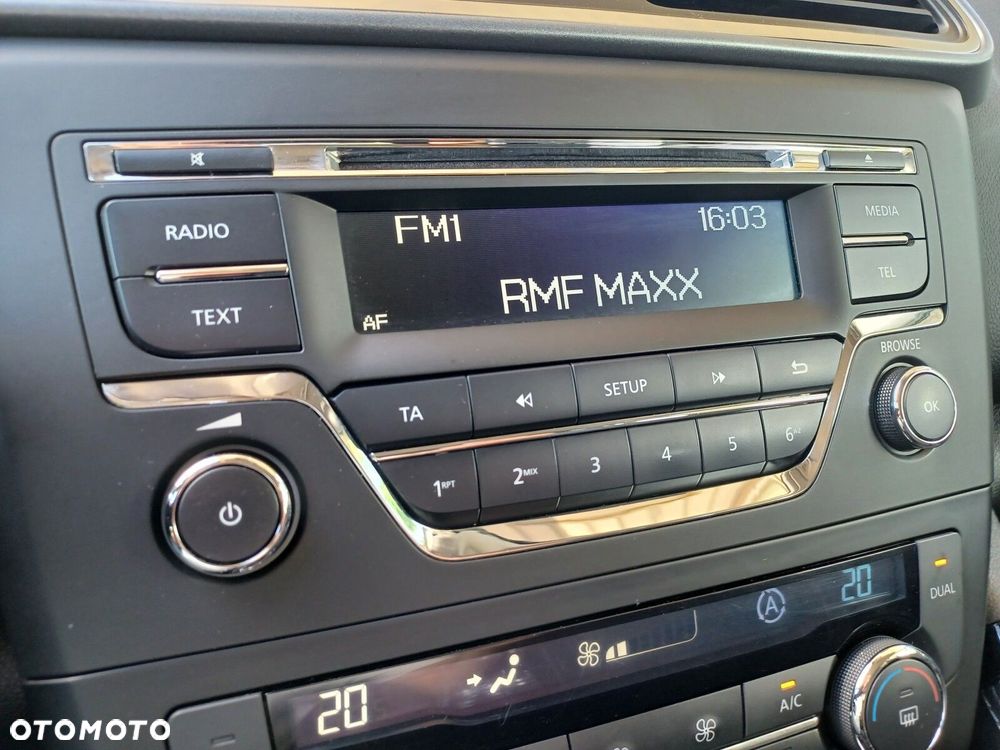 RADIO
TEXT
FM1 16:03
RMF MAXX
AF
MEDIA
TEL
BROWSE
OK
TA SETUP
1RPT 2MIX 3 4 5 6AZ
20 A 20
DUAL
A/C
OTOMOTO